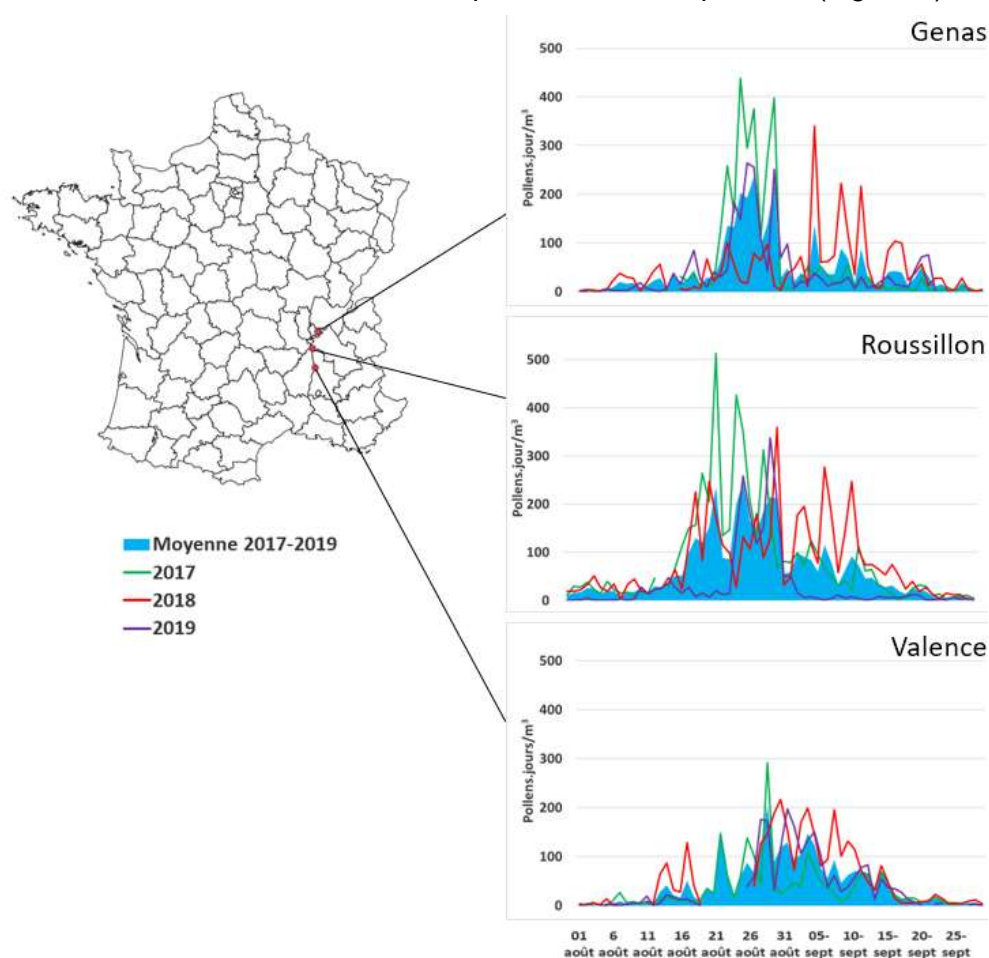 Genas
500
400
300
200
100
0
Pollens.jour/m³
Roussillon
500
400
300
200
100
0
Pollens.jour/m³
Moyenne 2017-2019
2017
2018
2019
Valence
500
400
300
200
100
0
Pollens.jours/m³
01 6 11 16 21 26 31 05- 10- 15- 20- 25-
août août août août août août août sept sept sept sept sept